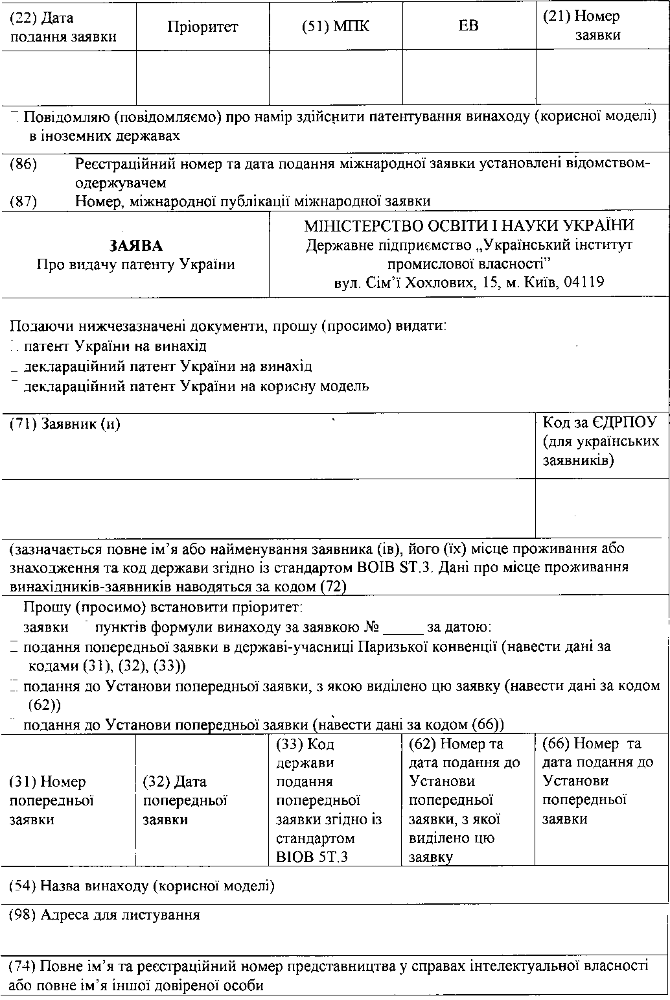 (22) Дата
подання заявки
Пріоритет
(51) МПК
ЕВ
(21) Номер
заявки
Повідомляю (повідомляємо) про намір здійснити патентування винаходу (корисної моделі)
в іноземних державах
(86) Реєстраційний номер та дата подання міжнародної заявки установлені відомством-
одержувачем
(87) Номер, міжнародної публікації міжнародної заявки
ЗАЯВА
Про видачу патенту України
МІНІСТЕРСТВО ОСВІТИ І НАУКИ УКРАЇНИ
Державне підприємство „Український інститут
промислової власності”
вул. Сім’ї Хохлових, 15, м. Київ, 04119
Подаючи нижчезазначені документи, прошу (просимо) видати:
патент України на винахід
деклараційний патент України на винахід
деклараційний патент України на корисну модель
(71) Заявник (и)
Код за ЄДРПОУ
(для українських
заявників)
(зазначається повне ім’я або найменування заявника (ів), його (їх) місце проживання або
знаходження та код держави згідно із стандартом ВОІВ ST.3. Дані про місце проживання
винахідників-заявників наводяться за кодом (72)
Прошу (просимо) встановити пріоритет:
заявки пунктів формули винаходу за заявкою № _____ за датою:
подання попередньої заявки в державі-учасниці Паризької конвенції (навести дані за
кодами (31), (32), (33))
подання до Установи попередньої заявки, з якою виділено цю заявку (навести дані за кодом
(62))
подання до Установи попередньої заявки (навести дані за кодом (66))
(31) Номер
попередньої
заявки
(32) Дата
попередньої
заявки
(33) Код
держави
подання
попередньої
заявки згідно із
стандартом
ВІОВ 5Т.3
(62) Номер та
дата подання до
Установи
попередньої
заявки, з якої
виділено цю
заявку
(66) Номер та
дата подання до
Установи
попередньої
заявки
(54) Назва винаходу (корисної моделі)
(98) Адреса для листування
(74) Повне ім’я та реєстраційний номер представництва у справах інтелектуальної власності
або повне ім’я іншої довіреної особи